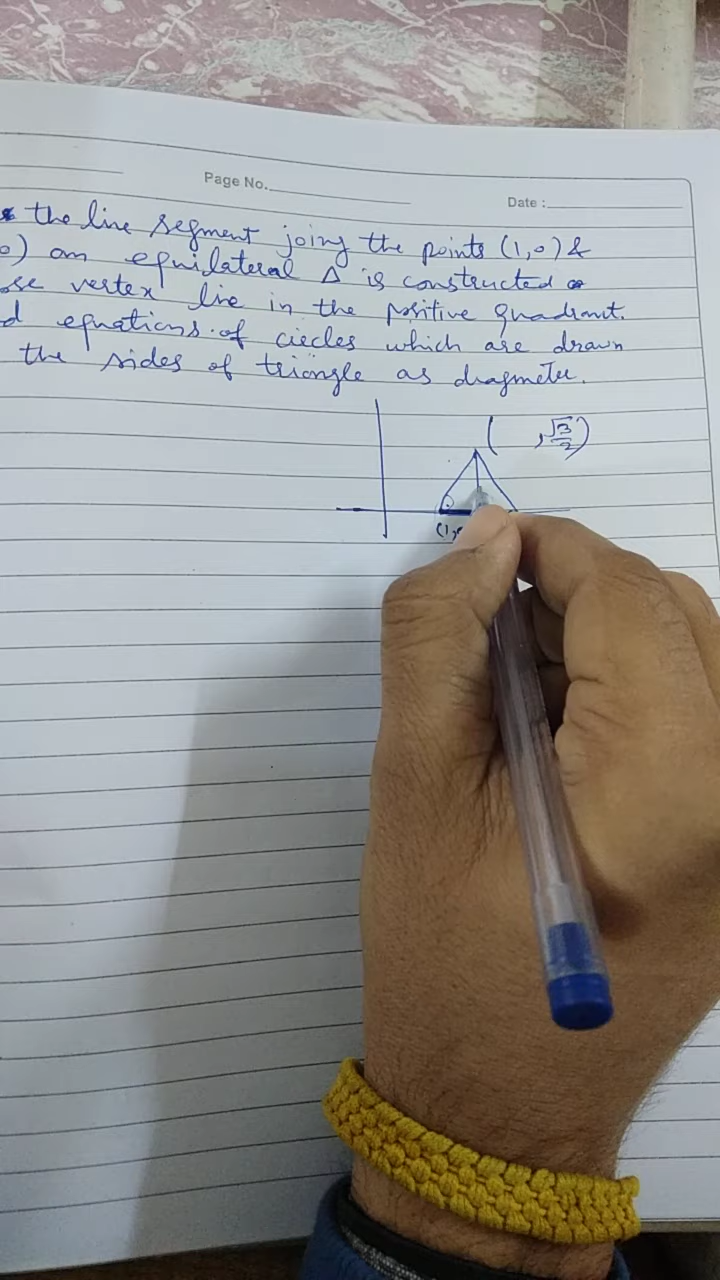 Page No.
Date :
the line segment joing the points (1,0) &
0) an equilateral Δ is constructed
ose vertex lie in the positive quadrant.
d equations of circles which are drawn
the sides of triangle as diagmeter.
( , √3/2)
(1,